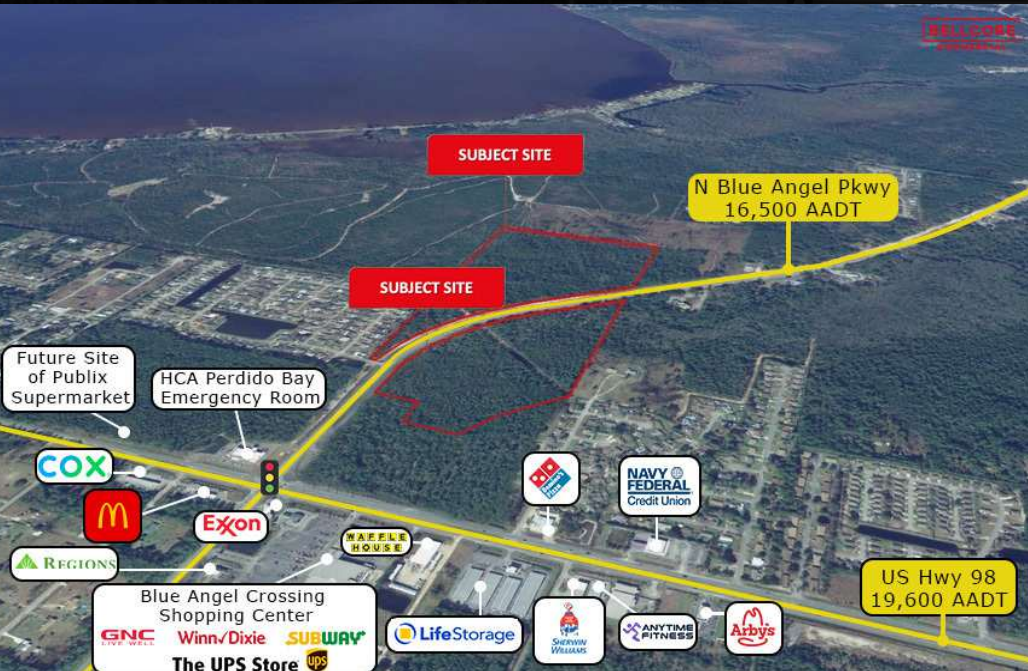 BELLCORE
COMMERCIAL
SUBJECT SITE
N Blue Angel Pkwy
16,500 AADT
SUBJECT SITE
Future Site
of Publix
Supermarket
HCA Perdido Bay
Emergency Room
COX
Domino's
Pizza
NAVY
FEDERAL
Credit Union
Exxon
WAFFLE
HOUSE
REGIONS
US Hwy 98
19,600 AADT
Blue Angel Crossing
Shopping Center
GNC
LIVE WELL
Winn✓Dixie
SUBWAY
The UPS Store
ups
LifeStorage
SHERWIN
WILLIAMS
ANYTIME
FITNESS
Arby's